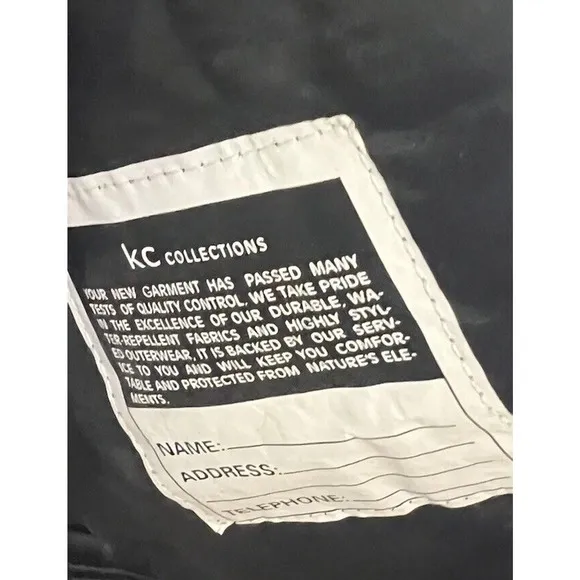 kc COLLECTIONS
YOUR NEW GARMENT HAS PASSED MANY
TESTS OF QUALITY CONTROL. WE TAKE PRIDE
IN THE EXCELLENCE OF OUR DURABLE, WA-
TER-REPELLENT FABRICS AND HIGHLY STYL-
ED OUTERWEAR, IT IS BACKED BY OUR SERV-
ICE TO YOU AND WILL KEEP YOU COMFOR-
TABLE AND PROTECTED FROM NATURE'S ELE-
MENTS.
NAME:
ADDRESS:
TELEPHONE: